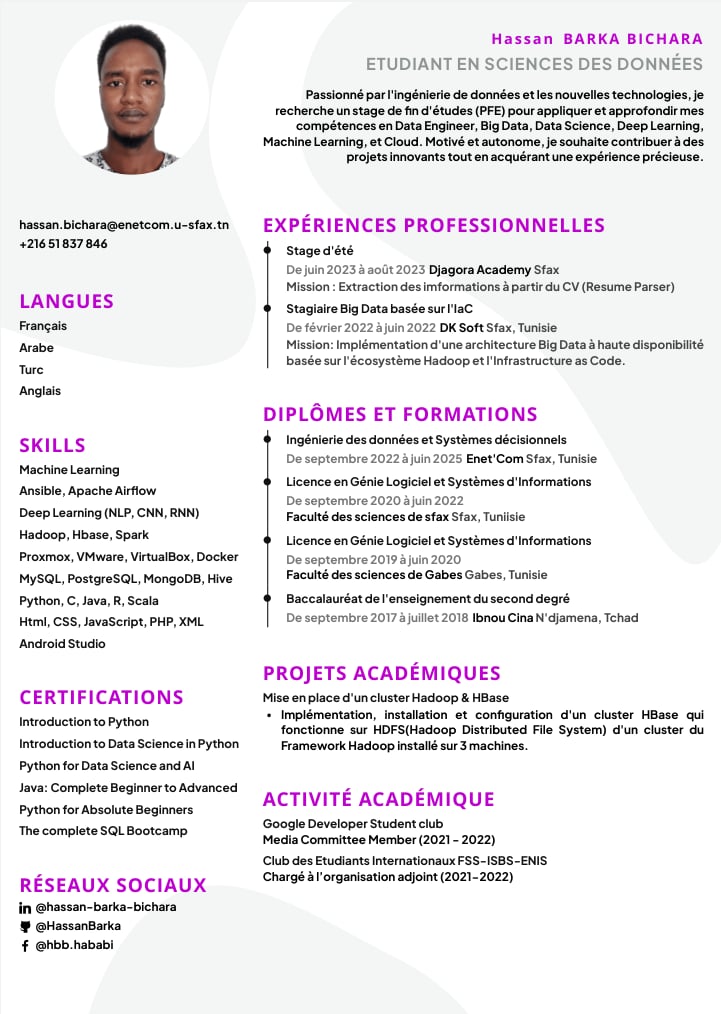 Hassan BARKA BICHARA
ETUDIANT EN SCIENCES DES DONNÉES
Passionné par l'ingénierie de données et les nouvelles technologies, je
recherche un stage de fin d'études (PFE) pour appliquer et approfondir mes
compétences en Data Engineer, Big Data, Data Science, Deep Learning,
Machine Learning, et Cloud. Motivé et autonome, je souhaite contribuer à des
projets innovants tout en acquérant une expérience précieuse.
hassan.bichara@enetcom.u-sfax.tn
+216 51 837 846
LANGUES
Français
Arabe
Turc
Anglais
SKILLS
Machine Learning
Ansible, Apache Airflow
Deep Learning (NLP, CNN, RNN)
Hadoop, Hbase, Spark
Proxmox, VMware, VirtualBox, Docker
MySQL, PostgreSQL, MongoDB, Hive
Python, C, Java, R, Scala
Html, CSS, JavaScript, PHP, XML
Android Studio
CERTIFICATIONS
Introduction to Python
Introduction to Data Science in Python
Python for Data Science and AI
Java: Complete Beginner to Advanced
Python for Absolute Beginners
The complete SQL Bootcamp
RÉSEAUX SOCIAUX
@hassan-barka-bichara
@HassanBarka
@hbb.hababi
EXPÉRIENCES PROFESSIONNELLES
Stage d'été
De juin 2023 à août 2023 Djagora Academy Sfax
Mission : Extraction des imformations à partir du CV (Resume Parser)
Stagiaire Big Data basée sur l'IaC
De février 2022 à juin 2022 DK Soft Sfax, Tunisie
Mission: Implémentation d'une architecture Big Data à haute disponibilité
basée sur l'écosystème Hadoop et l'Infrastructure as Code.
DIPLÔMES ET FORMATIONS
Ingénierie des données et Systèmes décisionnels
De septembre 2022 à juin 2025 Enet'Com Sfax, Tunisie
Licence en Génie Logiciel et Systèmes d'Informations
De septembre 2020 à juin 2022
Faculté des sciences de sfax Sfax, Tuniisie
Licence en Génie Logiciel et Systèmes d'Informations
De septembre 2019 à juin 2020
Faculté des sciences de Gabes Gabes, Tunisie
Baccalauréat de l'enseignement du second degré
De septembre 2017 à juillet 2018 Ibnou Cina N'djamena, Tchad
PROJETS ACADÉMIQUES
Mise en place d'un cluster Hadoop & HBase
• Implémentation, installation et configuration d'un cluster HBase qui
fonctionne sur HDFS(Hadoop Distributed File System) d'un cluster du
Framework Hadoop installé sur 3 machines.
ACTIVITÉ ACADÉMIQUE
Google Developer Student club
Media Committee Member (2021 - 2022)
Club des Etudiants Internationaux FSS-ISBS-ENIS
Chargé à l'organisation adjoint (2021-2022)